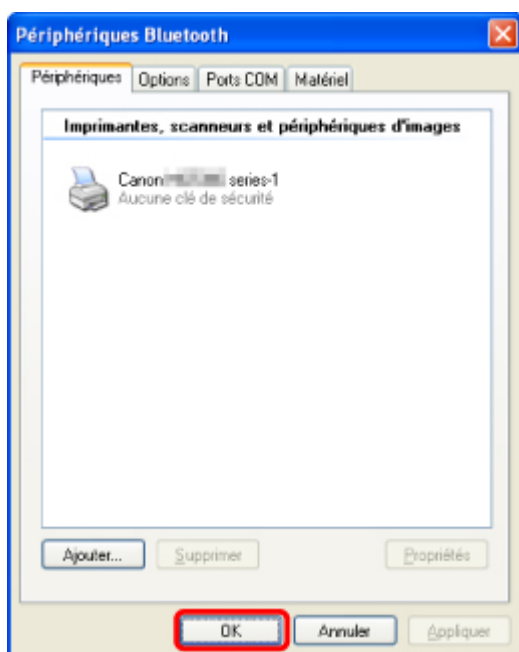 Périphériques Bluetooth
Périphériques Options Ports COM Matériel
Imprimantes, scanneurs et périphériques d'images
Canon series-1
Aucune clé de sécurité
Ajouter... Supprimer Propriétés
OK Annuler Appliquer